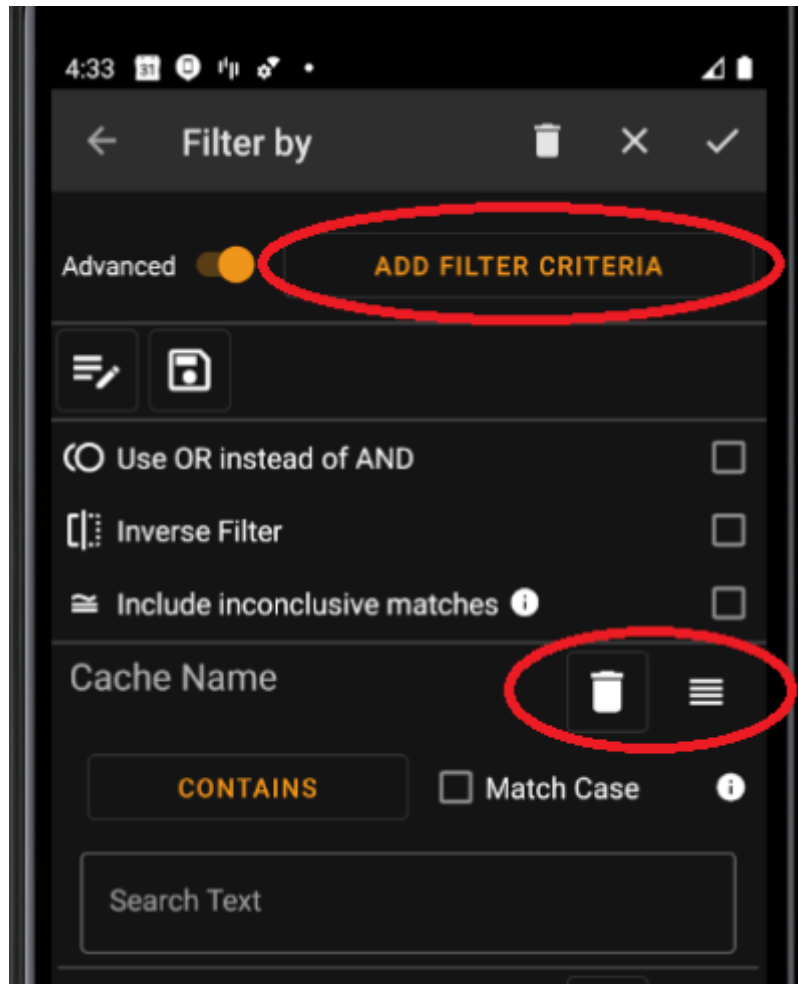 4:33 31
Filter by
Advanced ADD FILTER CRITERIA
Use OR instead of AND
Inverse Filter
Include inconclusive matches
Cache Name
CONTAINS Match Case
Search Text